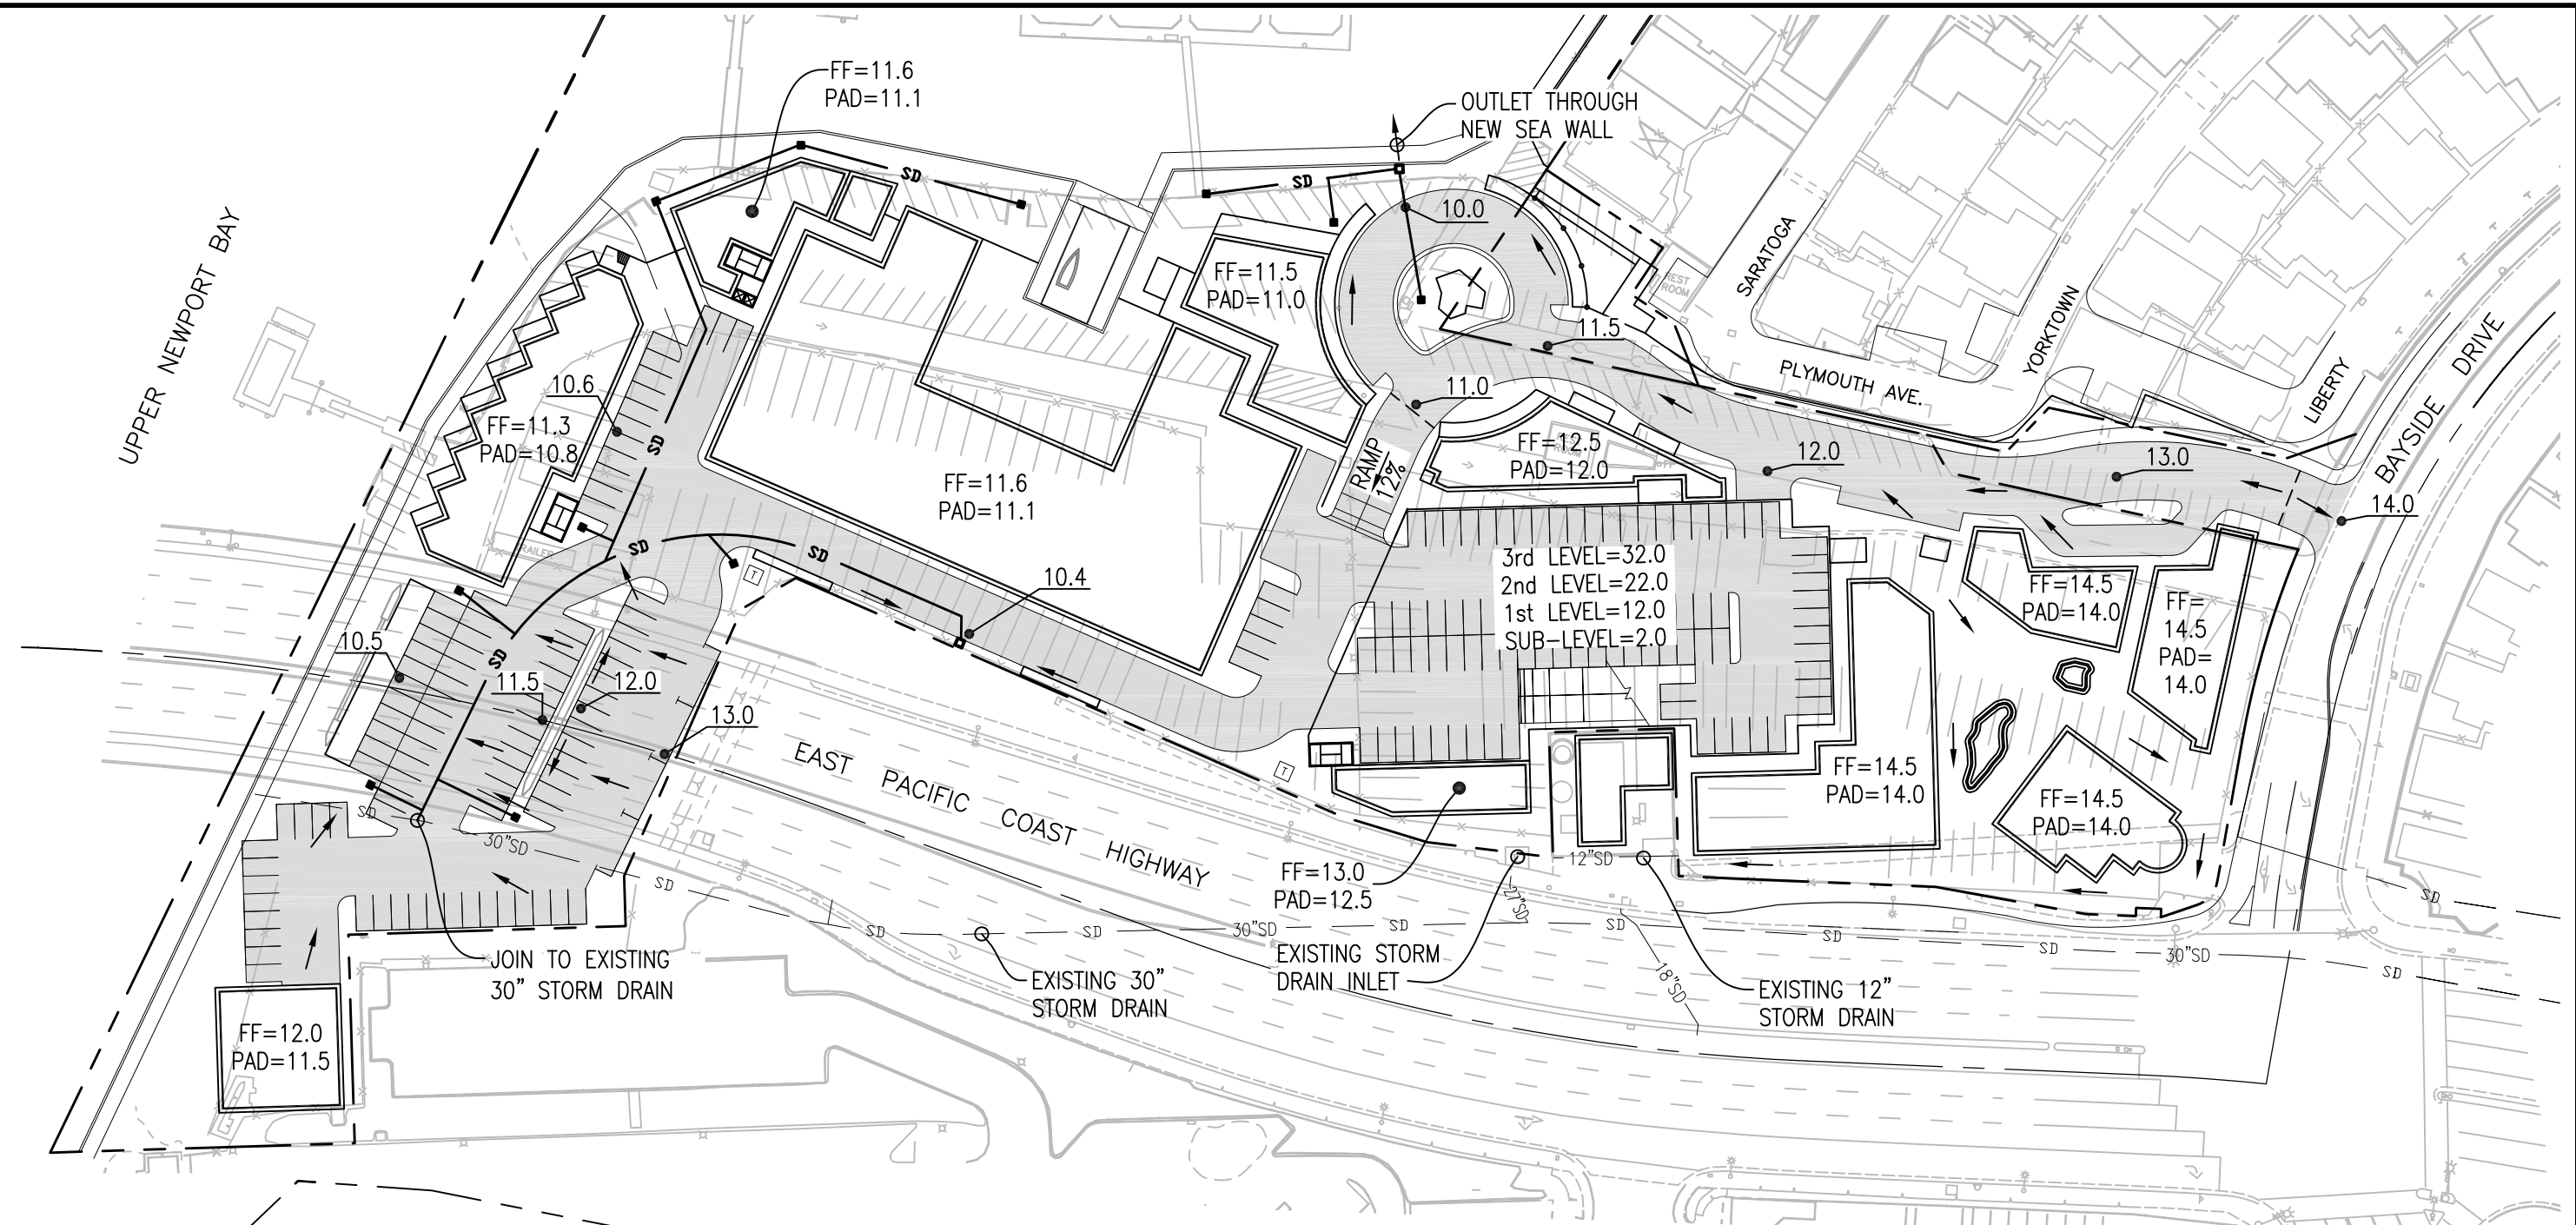 FF=11.6
PAD=11.1
OUTLET THROUGH
NEW SEA WALL
SD
SD
10.0
UPPER NEWPORT BAY
SARATOGA
REST
ROOM
FF=11.5
PAD=11.0
YORKTOWN
11.5
PLYMOUTH AVE.
LIBERTY
BAYSIDE DRIVE
10.6
11.0
FF=11.3
PAD=10.8
SD
RAMP
12%
FF=12.5
PAD=12.0
12.0
13.0
14.0
FF=11.6
PAD=11.1
TRAILER
SD
SD
T
3rd LEVEL=32.0
2nd LEVEL=22.0
1st LEVEL=12.0
SUB-LEVEL=2.0
10.4
FF=14.5
PAD=14.0
FF=
14.5
PAD=
14.0
10.5
SD
11.5
12.0
13.0
EAST PACIFIC COAST HIGHWAY
T
FF=14.5
PAD=14.0
FF=14.5
PAD=14.0
SD
30"SD
SD
FF=13.0
PAD=12.5
12"SD
27"SD
SD
SD
SD
30"SD
SD
SD
SD
SD
30"SD
SD
JOIN TO EXISTING
30" STORM DRAIN
EXISTING 30"
STORM DRAIN
EXISTING STORM
DRAIN INLET
18"SD
EXISTING 12"
STORM DRAIN
FF=12.0
PAD=11.5